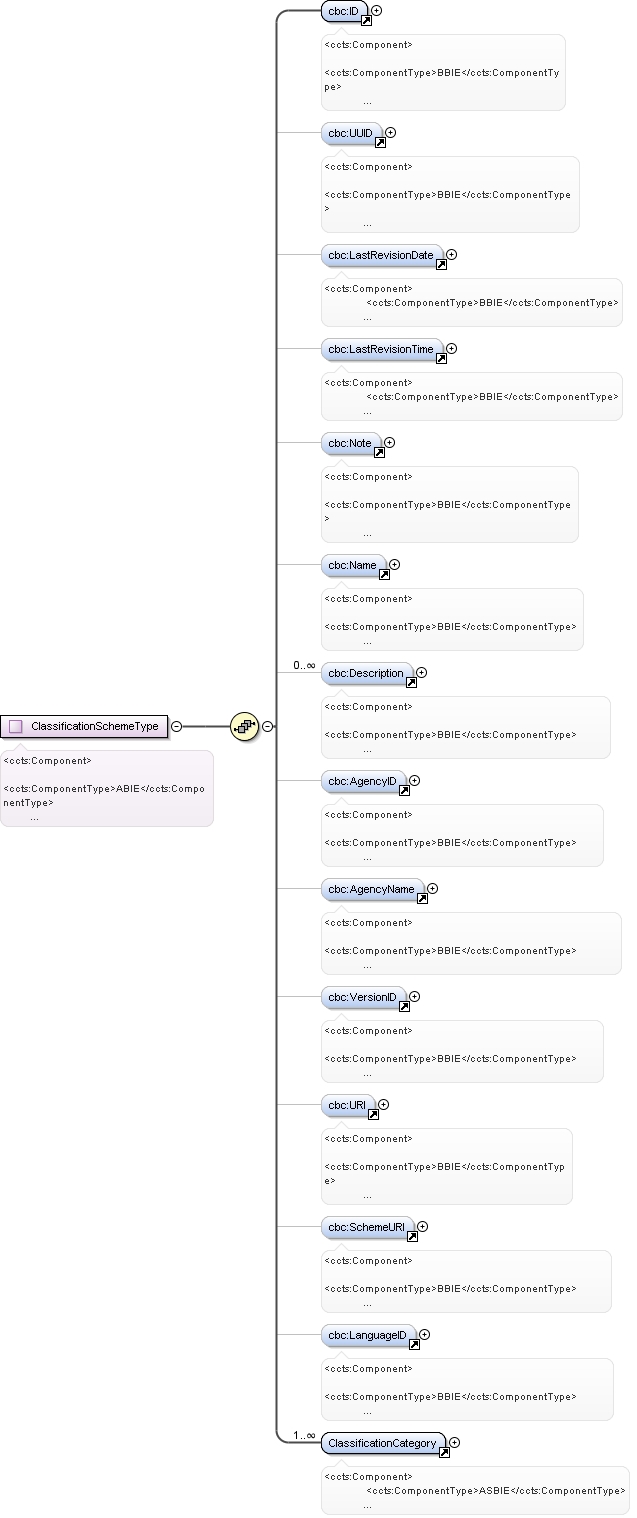 cbc:ID
<ccts:Component>
<ccts:ComponentType>BBIE</ccts:ComponentTy
pe>
...
cbc:UUID
<ccts:Component>
<ccts:ComponentType>BBIE</ccts:ComponentType
>
...
cbc:LastRevisionDate
<ccts:Component>
<ccts:ComponentType>BBIE</ccts:ComponentType>
...
cbc:LastRevisionTime
<ccts:Component>
<ccts:ComponentType>BBIE</ccts:ComponentType>
...
cbc:Note
<ccts:Component>
<ccts:ComponentType>BBIE</ccts:ComponentType
>
...
cbc:Name
<ccts:Component>
<ccts:ComponentType>BBIE</ccts:ComponentType>
...
0..∞
cbc:Description
<ccts:Component>
<ccts:ComponentType>BBIE</ccts:ComponentType>
...
ClassificationSchemeType
<ccts:Component>
<ccts:ComponentType>ABIE</ccts:Compo
nentType>
...
cbc:AgencyID
<ccts:Component>
<ccts:ComponentType>BBIE</ccts:ComponentType>
...
cbc:AgencyName
<ccts:Component>
<ccts:ComponentType>BBIE</ccts:ComponentType>
...
cbc:VersionID
<ccts:Component>
<ccts:ComponentType>BBIE</ccts:ComponentType>
...
cbc:URI
<ccts:Component>
<ccts:ComponentType>BBIE</ccts:ComponentTyp
e>
...
cbc:SchemeURI
<ccts:Component>
<ccts:ComponentType>BBIE</ccts:ComponentType>
...
cbc:LanguageID
<ccts:Component>
<ccts:ComponentType>BBIE</ccts:ComponentType>
...
1..∞
ClassificationCategory
<ccts:Component>
<ccts:ComponentType>ASBIE</ccts:ComponentType>
...